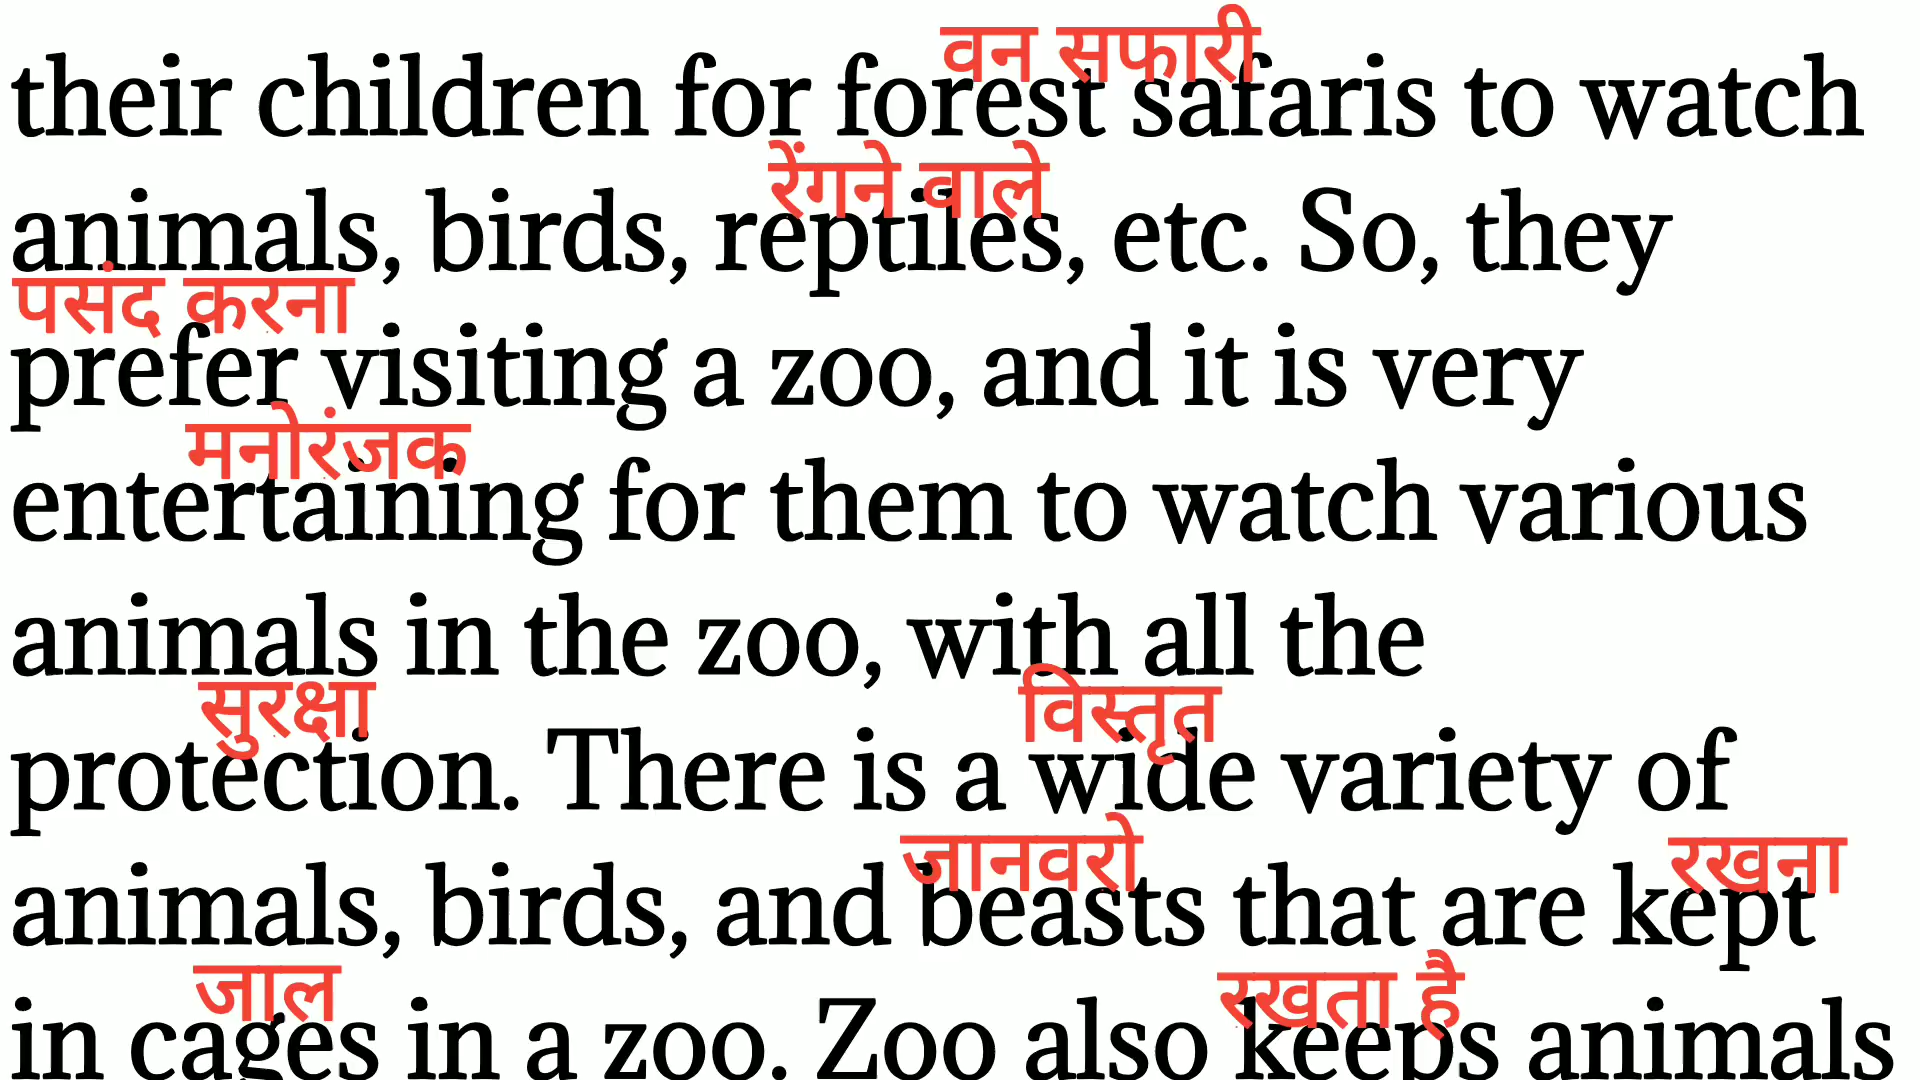 वन सफारी
their children for forest safaris to watch
रेंगने वाले
animals, birds, reptiles, etc. So, they
पसंद करना
prefer visiting a zoo, and it is very
मनोरंजक
entertaining for them to watch various
animals in the zoo, with all the
सुरक्षा विस्तृत
protection. There is a wide variety of
जानवरो रखना
animals, birds, and beasts that are kept
जाल रखता है
in cages in a zoo. Zoo also keeps animals